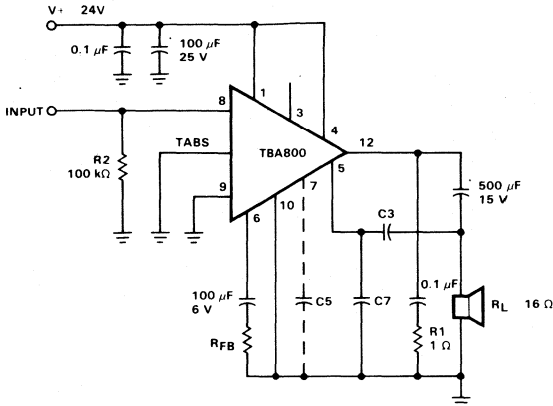 V+ 24V
0.1 µF
100 µF
25 V
INPUT
8
1
3
4
TABS
TBA800
12
R2
100 kΩ
9
5
7
6
10
500 µF
15 V
C3
100 µF
6 V
C5
C7
0.1 µF
RL 16 Ω
RFB
R1
1 Ω